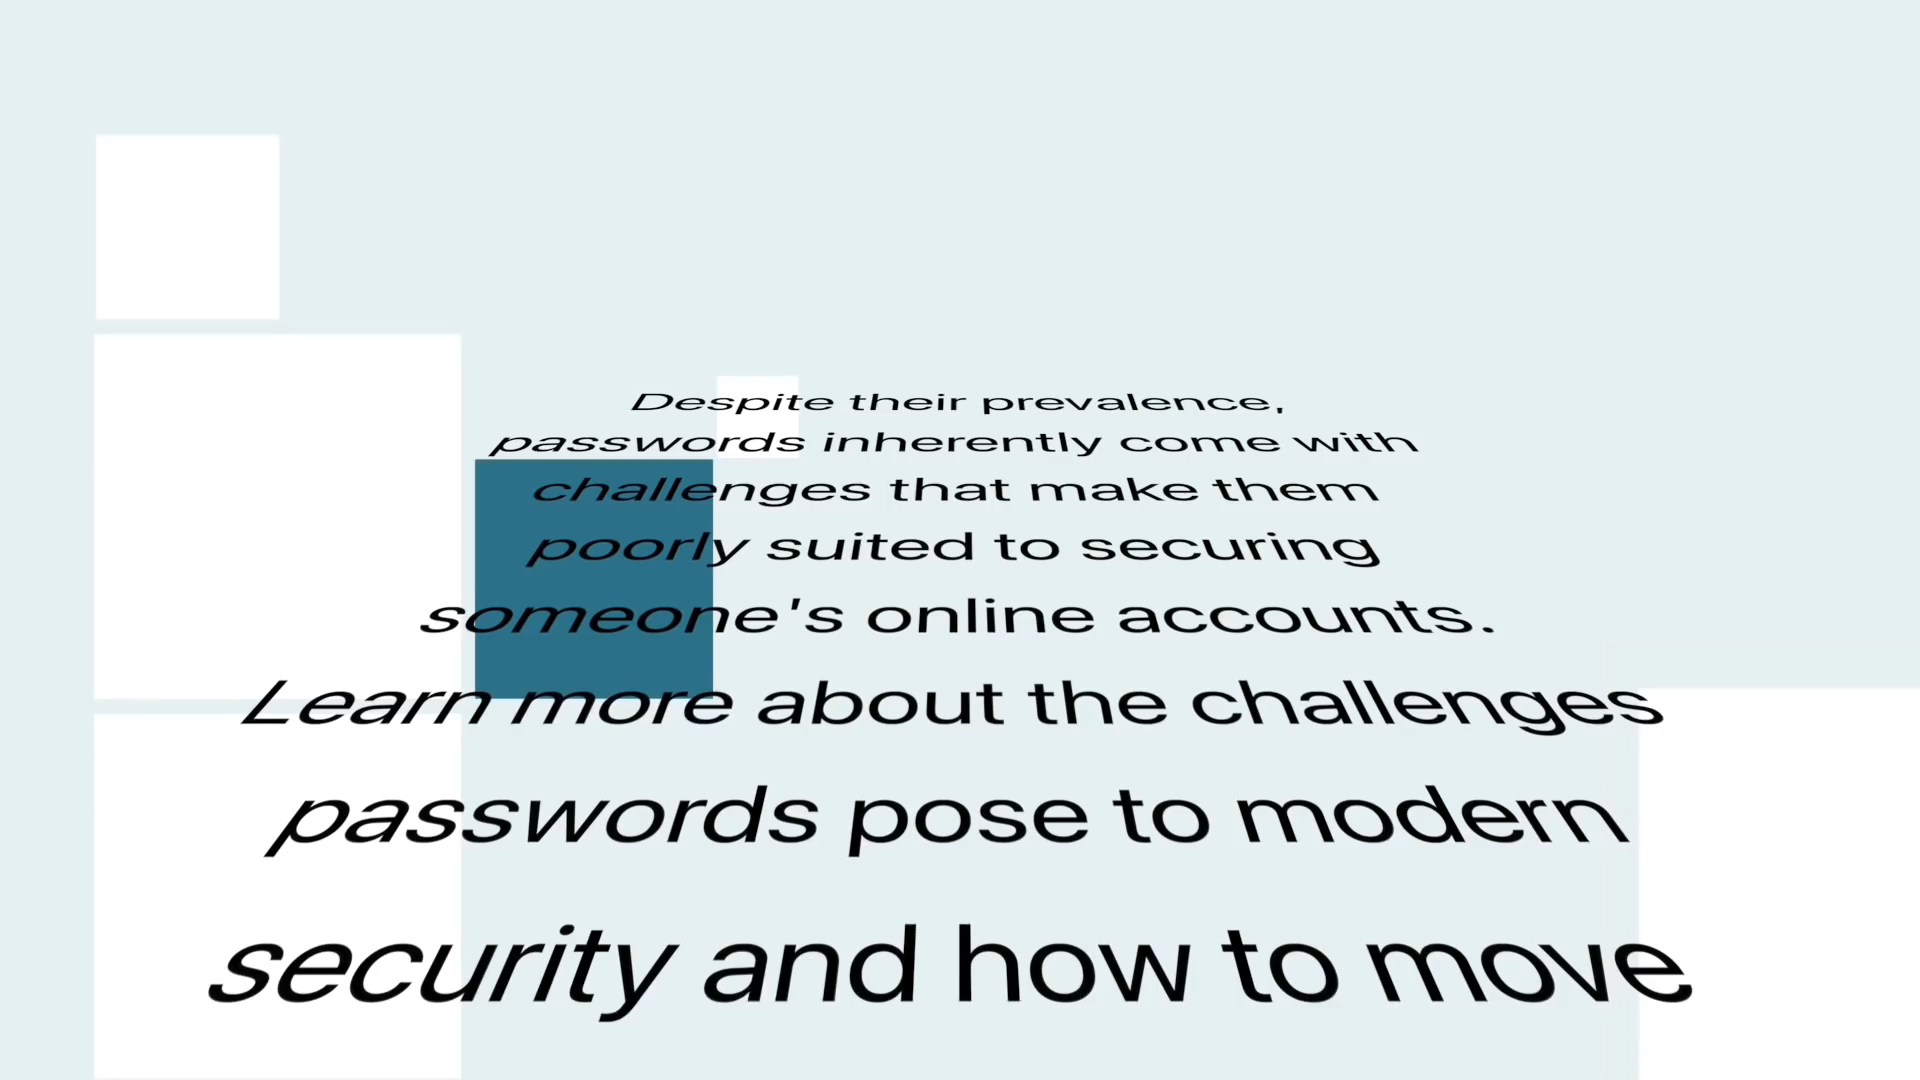 Despite their prevalence,
passwords inherently come with
challenges that make them
poorly suited to securing
someone's online accounts.
Learn more about the challenges
passwords pose to modern
security and how to move